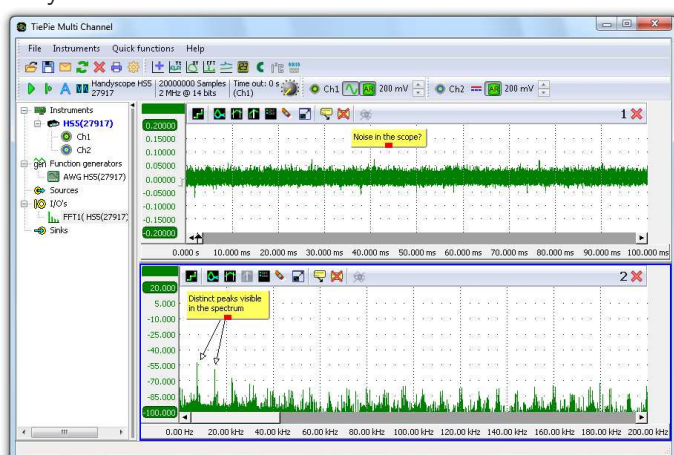 TiePie Multi Channel
File Instruments Quick functions Help
Handyscope HS5 27917
20000000 Samples 2 MHz @ 14 bits
Time out: 0 s (Ch1)
Ch1 AR 200 mV Ch2 AR 200 mV
Instruments
HS5(27917)
Ch1
Ch2
Function generators
AWG HS5(27917)
Sources
I/O's
FFT1( HS5(27917)
Sinks
1
Noise in the scope?
0.20000
0.15000
0.10000
0.05000
0.00000
-0.05000
-0.10000
-0.15000
-0.20000
0.000 s 10.000 ms 20.000 ms 30.000 ms 40.000 ms 50.000 ms 60.000 ms 70.000 ms 80.000 ms 90.000 ms 100.000 ms
2
Distinct peaks visible
in the spectrum
20.000
5.000
-10.000
-25.000
-40.000
-55.000
-70.000
-85.000
-100.000
0.00 Hz 20.00 kHz 40.00 kHz 60.00 kHz 80.00 kHz 100.00 kHz 120.00 kHz 140.00 kHz 160.00 kHz 180.00 kHz 200.00 kHz